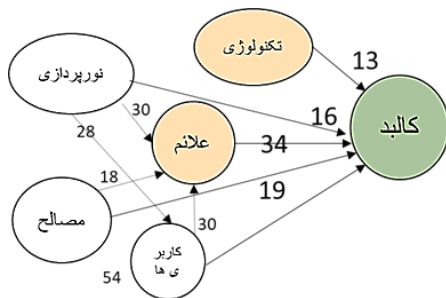 تکنولوژی
13
نورپردازی
کالبد
30
16
28
علائم
34
18
19
مصالح
30
کاربر
ی ها
54